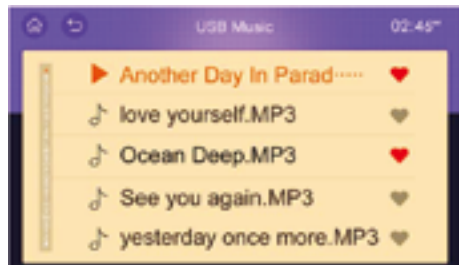 USB Music 02:45
Another Day In Parad······
love yourself.MP3
Ocean Deep.MP3
See you again.MP3
yesterday once more.MP3